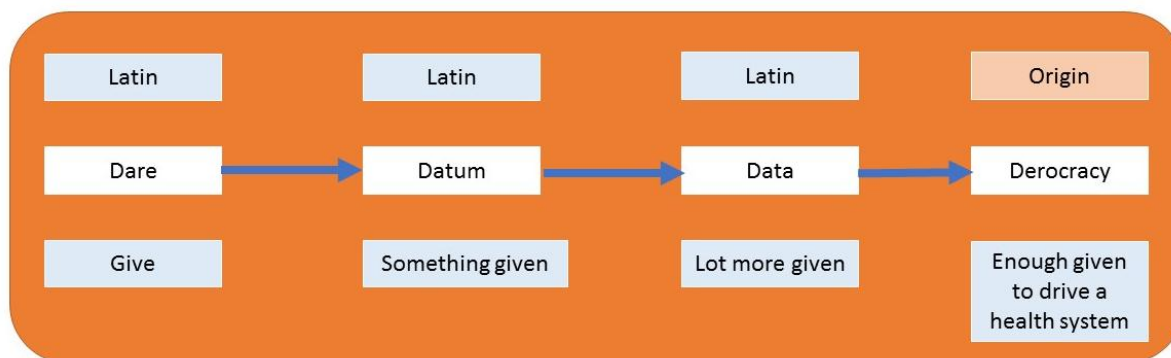 Latin
Latin
Latin
Origin
Dare
Datum
Data
Derocracy
Give
Something given
Lot more given
Enough given
to drive a
health system